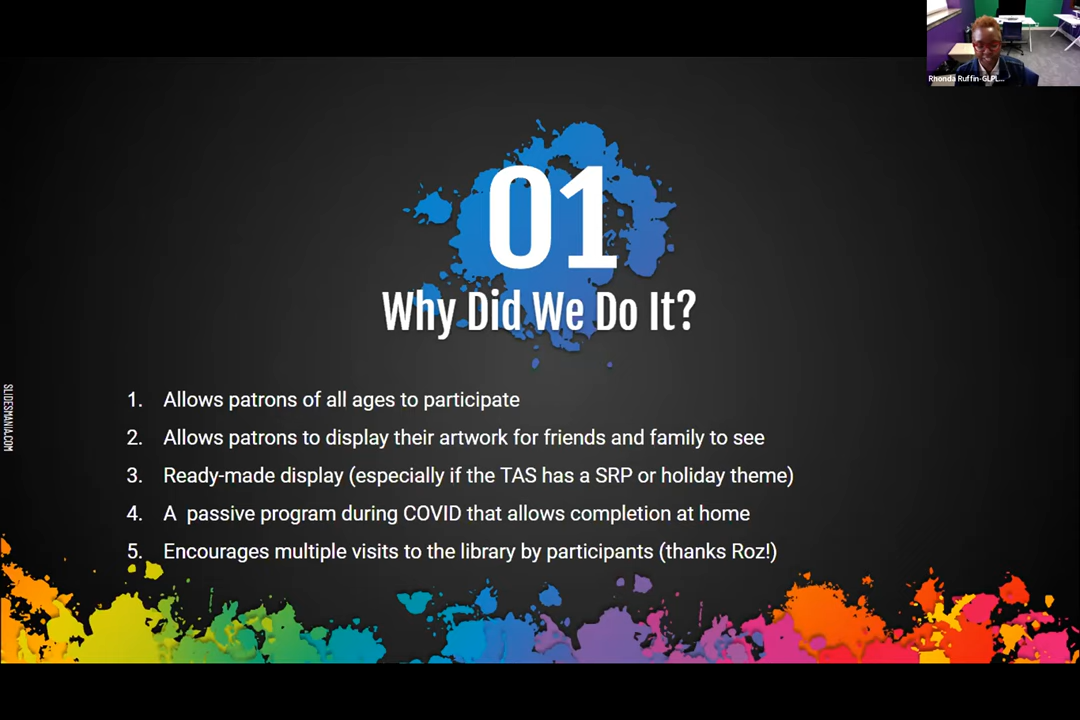 Rhonda Ruffin-GLPL...
01
Why Did We Do It?
1. Allows patrons of all ages to participate
2. Allows patrons to display their artwork for friends and family to see
3. Ready-made display (especially if the TAS has a SRP or holiday theme)
4. A  passive program during COVID that allows completion at home
5. Encourages multiple visits to the library by participants (thanks Roz!)
SLIDESMANIA.COM